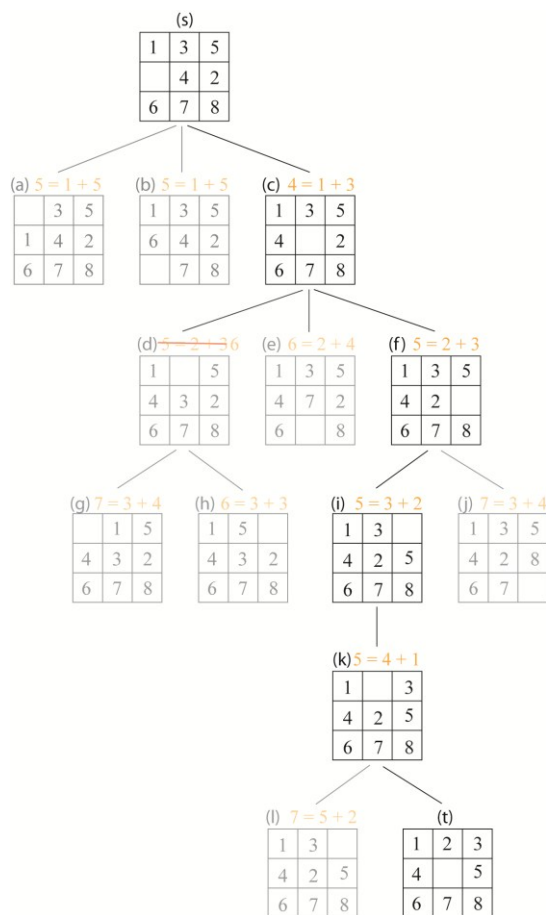 (s)
1 3 5
4 2
6 7 8
(a) 5 = 1 + 5 (b) 5 = 1 + 5 (c) 4 = 1 + 3
3 5 1 3 5 1 3 5
1 4 2 6 4 2 4 2
6 7 8 7 8 6 7 8
(d) 5 = 2 + 3 6 (e) 6 = 2 + 4 (f) 5 = 2 + 3
1 5 1 3 5 1 3 5
4 3 2 4 7 2 4 2
6 7 8 6 8 6 7 8
(g) 7 = 3 + 4 (h) 6 = 3 + 3 (i) 5 = 3 + 2 (j) 7 = 3 + 4
1 5 1 5 1 3 1 3 5
4 3 2 4 3 2 4 2 5 4 2 8
6 7 8 6 7 8 6 7 8 6 7
(k) 5 = 4 + 1
1 3
4 2 5
6 7 8
(l) 7 = 5 + 2 (t)
1 3 1 2 3
4 2 5 4 5
6 7 8 6 7 8